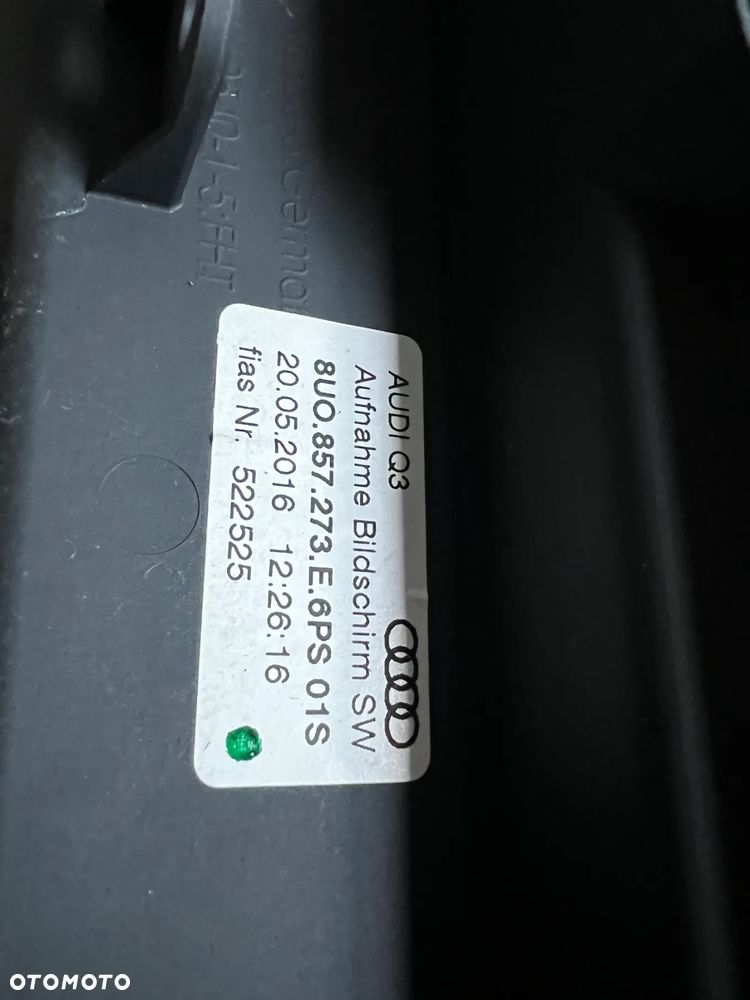 AUDI Q3
Aufnahme Bildschirm SW
8U0.857.273.E.6PS 01S
20.05.2016 12:26:16
fias Nr. 522525
OTOMOTO